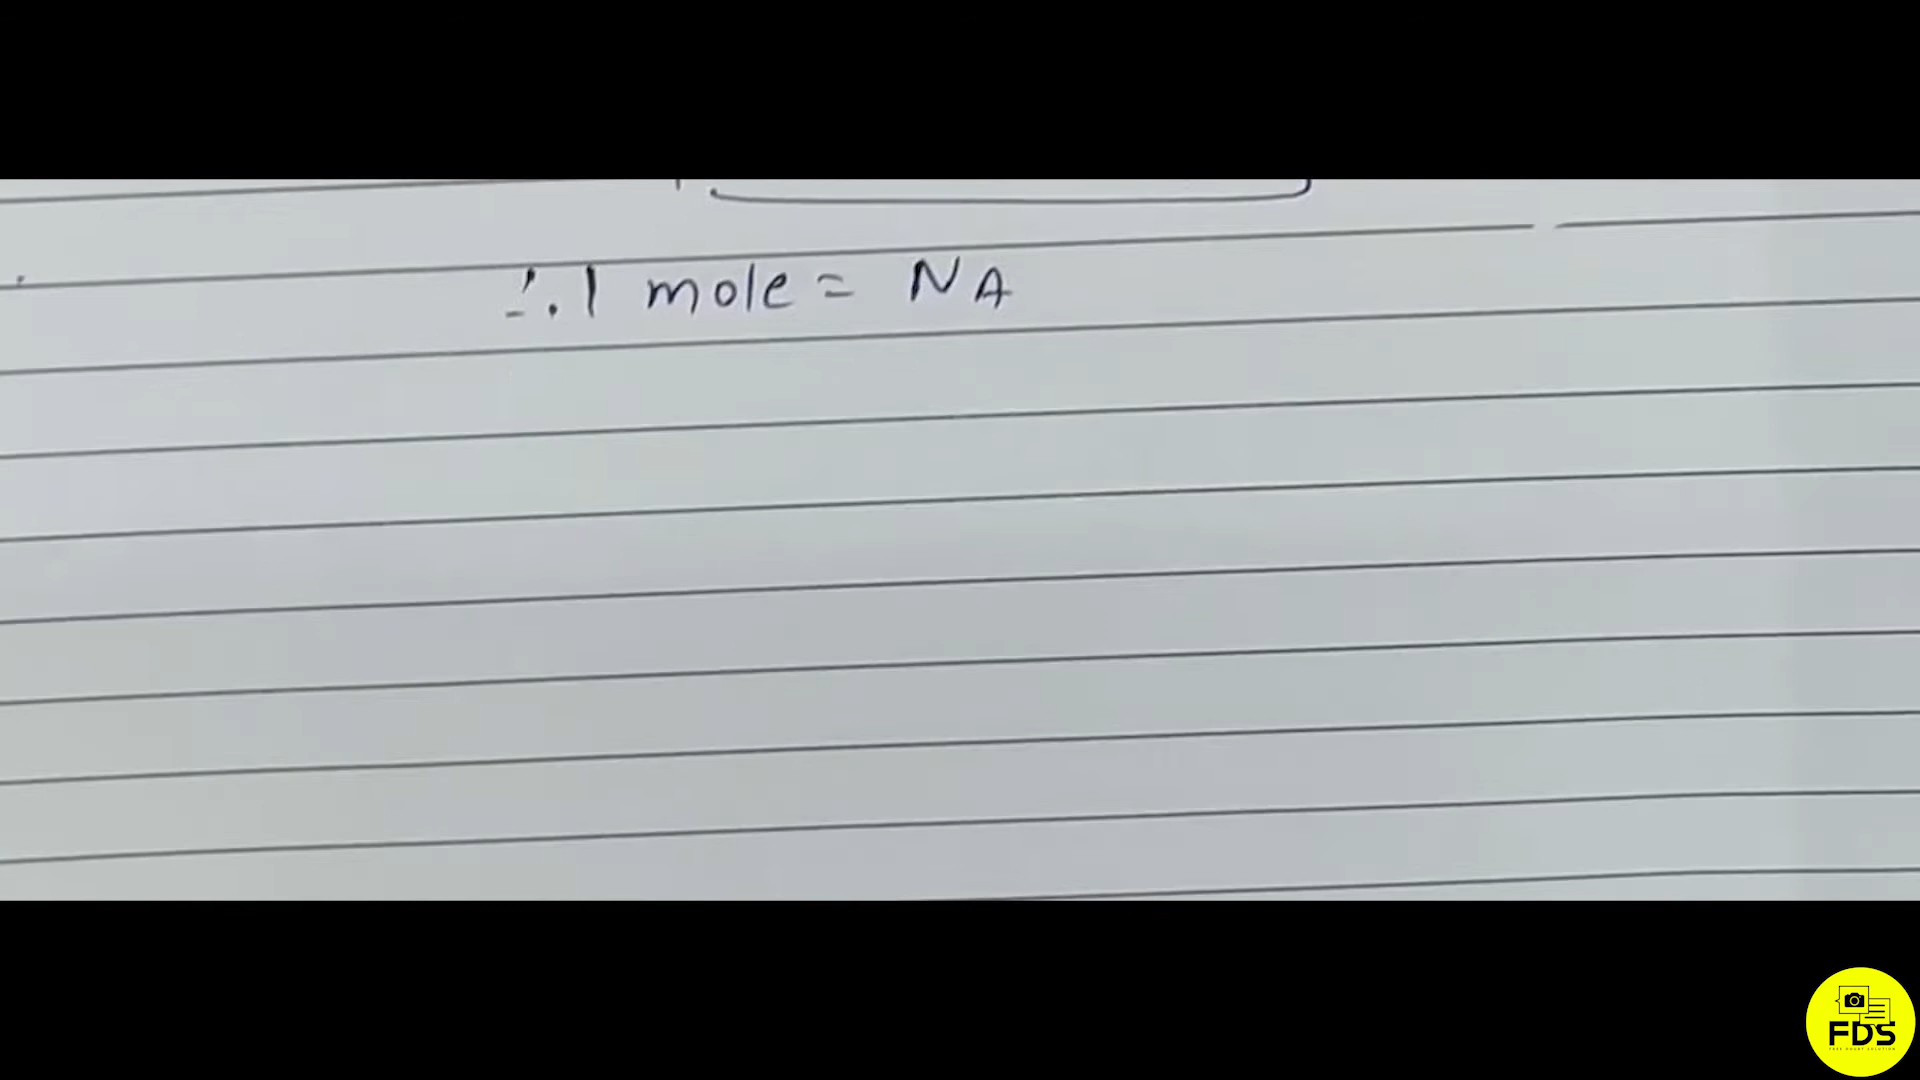 ∴ 1 mole = NA
FDS